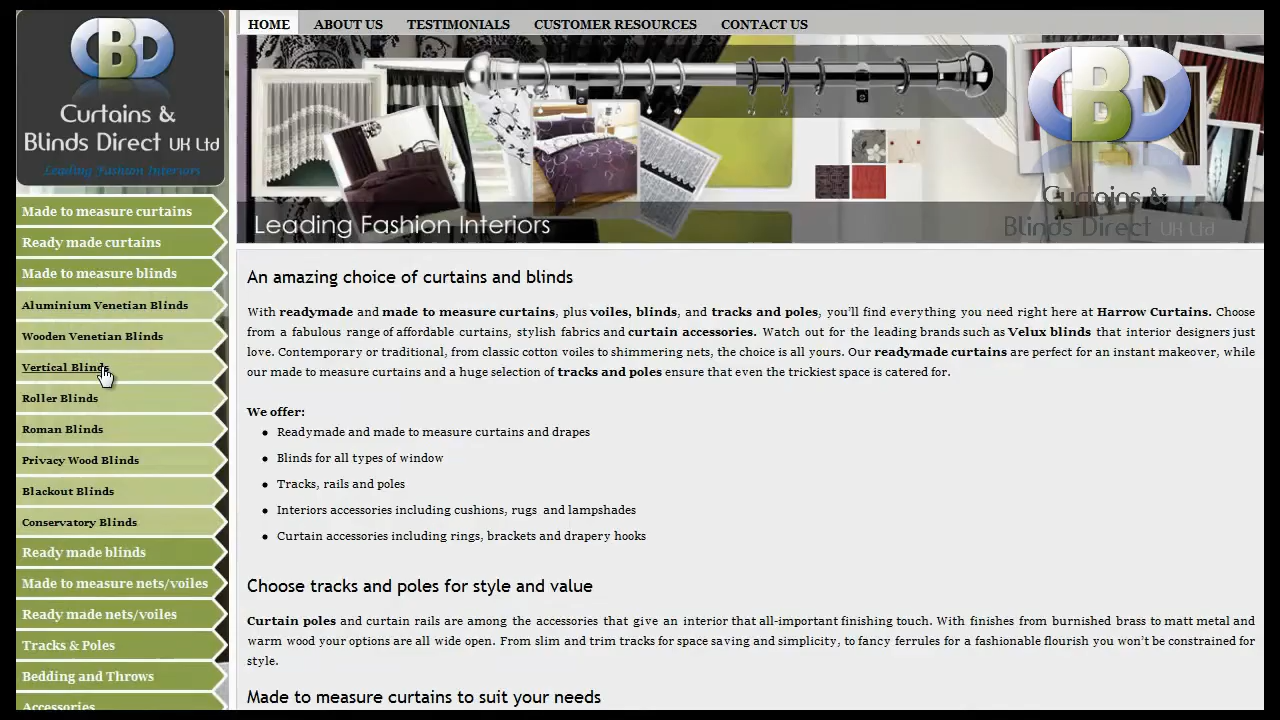 CBD
Curtains &
Blinds Direct UK Ltd
Leading Fashion Interiors
HOME ABOUT US TESTIMONIALS CUSTOMER RESOURCES CONTACT US
CBD
Curtains &
Blinds Direct UK Ltd
Leading Fashion Interiors
Made to measure curtains
Ready made curtains
Made to measure blinds
Aluminium Venetian Blinds
Wooden Venetian Blinds
Vertical Blinds
Roller Blinds
Roman Blinds
Privacy Wood Blinds
Blackout Blinds
Conservatory Blinds
Ready made blinds
Made to measure nets/voiles
Ready made nets/voiles
Tracks & Poles
Bedding and Throws
Accessories
An amazing choice of curtains and blinds
With readymade and made to measure curtains, plus voiles, blinds, and tracks and poles, you'll find everything you need right here at Harrow Curtains. Choose
from a fabulous range of affordable curtains, stylish fabrics and curtain accessories. Watch out for the leading brands such as Velux blinds that interior designers just
love. Contemporary or traditional, from classic cotton voiles to shimmering nets, the choice is all yours. Our readymade curtains are perfect for an instant makeover, while
our made to measure curtains and a huge selection of tracks and poles ensure that even the trickiest space is catered for.
We offer:
Readymade and made to measure curtains and drapes
Blinds for all types of window
Tracks, rails and poles
Interiors accessories including cushions, rugs and lampshades
Curtain accessories including rings, brackets and drapery hooks
Choose tracks and poles for style and value
Curtain poles and curtain rails are among the accessories that give an interior that all-important finishing touch. With finishes from burnished brass to matt metal and
warm wood your options are all wide open. From slim and trim tracks for space saving and simplicity, to fancy ferrules for a fashionable flourish you won't be constrained for
style.
Made to measure curtains to suit your needs